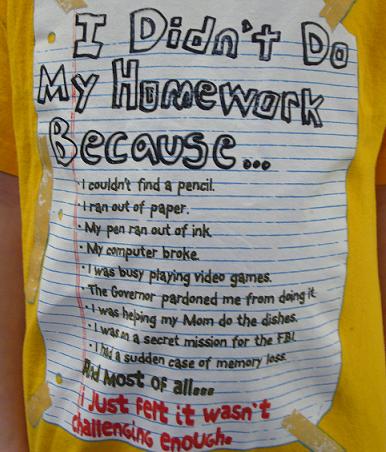 I Didn't Do
My Homework
Because...
· I couldn't find a pencil.
· I ran out of paper.
· My pen ran out of ink.
· My computer broke.
· I was busy playing video games.
· The Governor pardoned me from doing it.
· I was helping my Mom do the dishes.
· I was on a secret mission for the FBI.
· I had a sudden case of memory loss.
And Most of all...
I Just felt it wasn't
challenging enough.